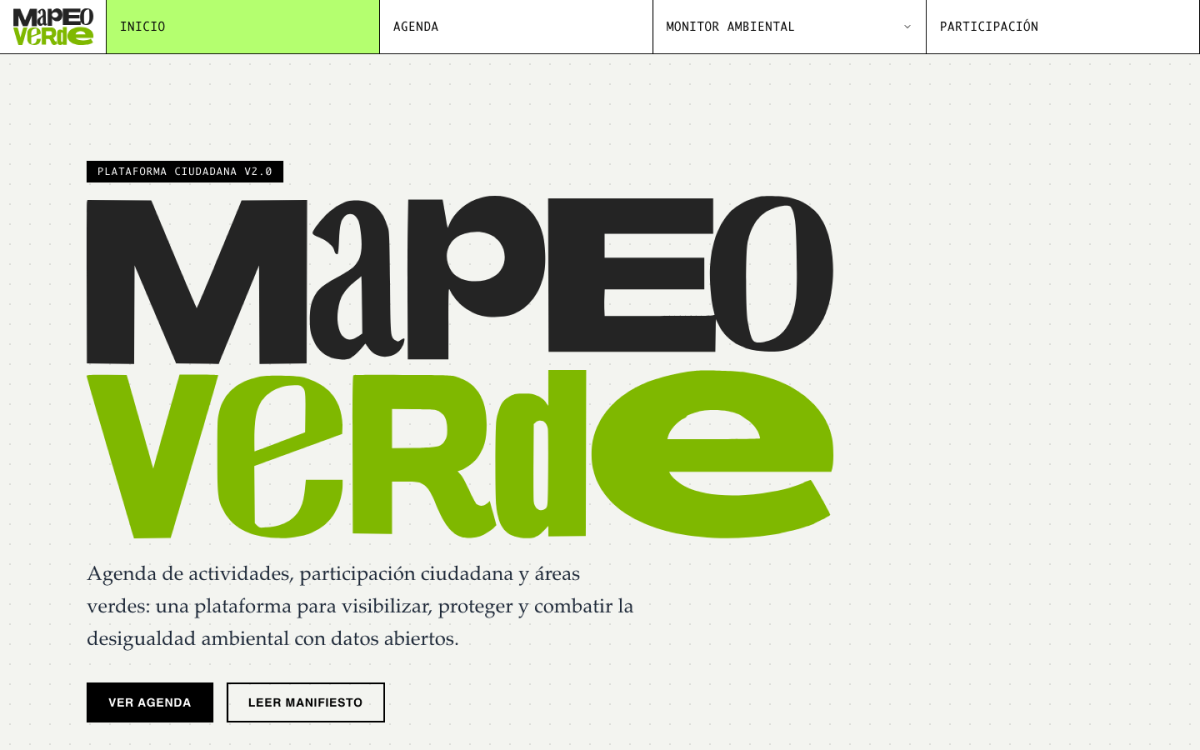 MaPEO
VeRde
INICIO
AGENDA
MONITOR AMBIENTAL
PARTICIPACIÓN
PLATAFORMA CIUDADANA V2.0
MaPEO
VeRde
Agenda de actividades, participación ciudadana y áreas
verdes: una plataforma para visibilizar, proteger y combatir la
desigualdad ambiental con datos abiertos.
VER AGENDA
LEER MANIFIESTO